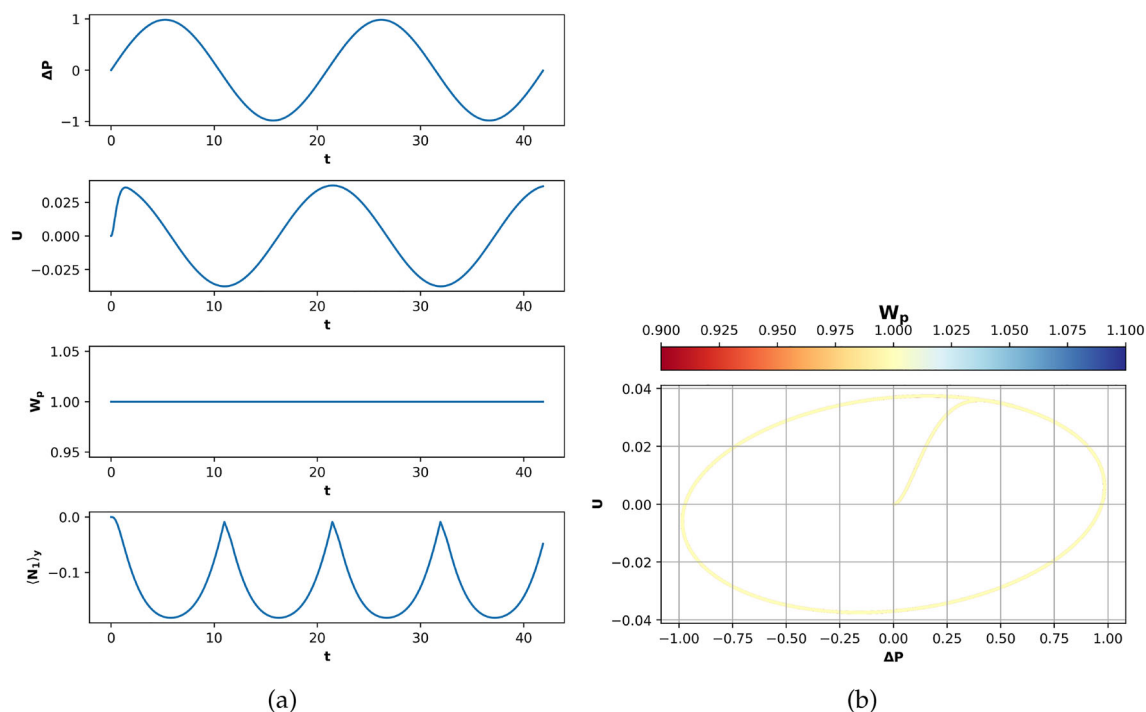 1
0
−1
ΔP
0 10 20 30 40
t
0.025
0.000
−0.025
U
0 10 20 30 40
t
1.05
1.00
0.95
Wₚ
0 10 20 30 40
t
0.0
−0.1
⟨N₁⟩ᵧ
0 10 20 30 40
t
(a)
Wₚ
0.900 0.925 0.950 0.975 1.000 1.025 1.050 1.075 1.100
0.04
0.02
0.00
−0.02
−0.04
U
−1.00 −0.75 −0.50 −0.25 0.00 0.25 0.50 0.75 1.00
ΔP
(b)